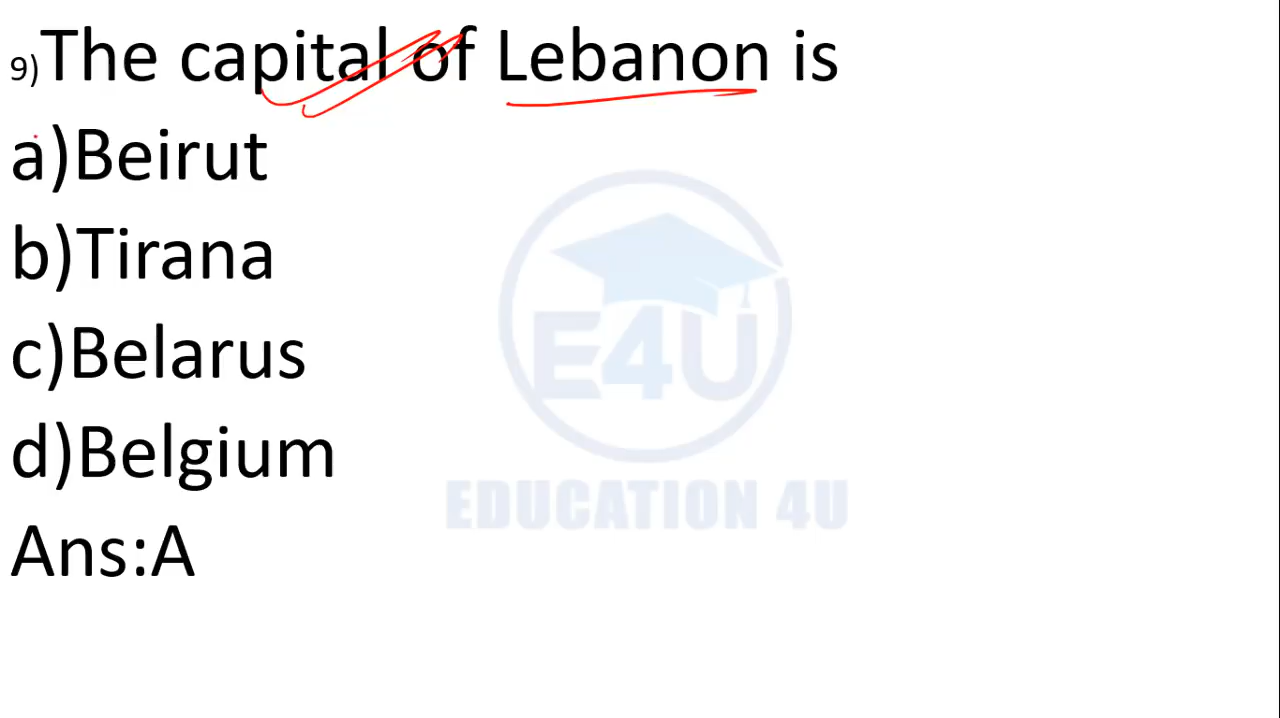 9)The capital of Lebanon is
a)Beirut
b)Tirana
c)Belarus
d)Belgium
Ans:A
E4U
EDUCATION 4U